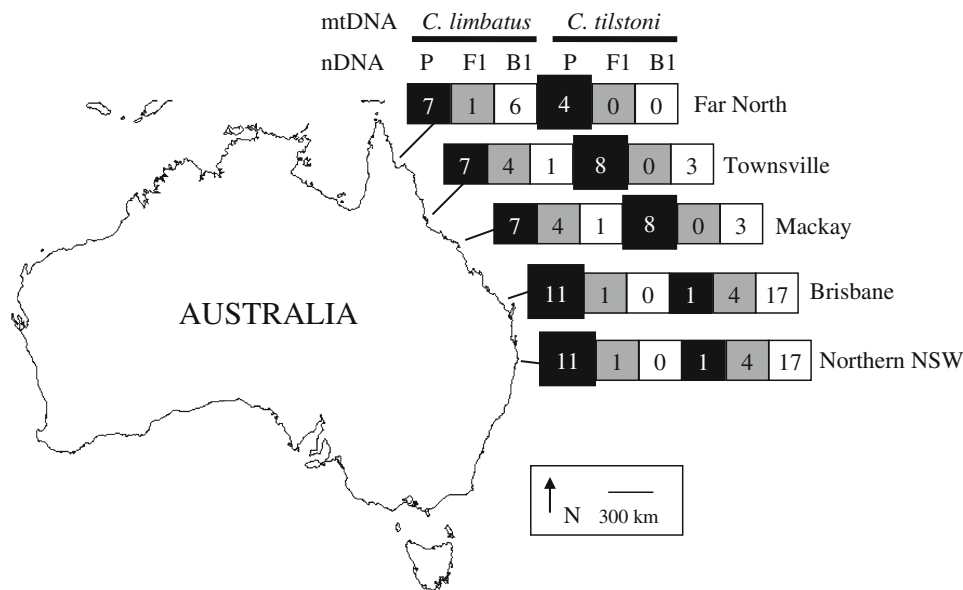 mtDNA C. limbatus C. tilstoni
nDNA P F1 B1 P F1 B1
7 1 6 4 0 0 Far North
7 4 1 8 0 3 Townsville
7 4 1 8 0 3 Mackay
11 1 0 1 4 17 Brisbane
AUSTRALIA
11 1 0 1 4 17 Northern NSW
N 300 km